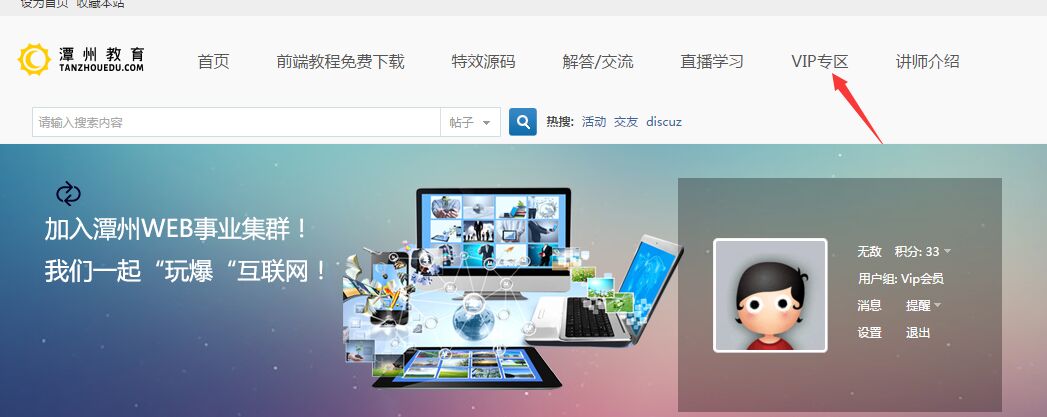 设为首页 收藏本站
潭州教育
TANZHOUEDU.COM
首页 前端教程免费下载 特效源码 解答/交流 直播学习 VIP专区 讲师介绍
请输入搜索内容 帖子 热搜: 活动 交友 discuz
加入潭州WEB事业集群！
我们一起“玩爆“互联网！
无敌 积分: 33
用户组: Vip会员
消息 提醒
设置 退出